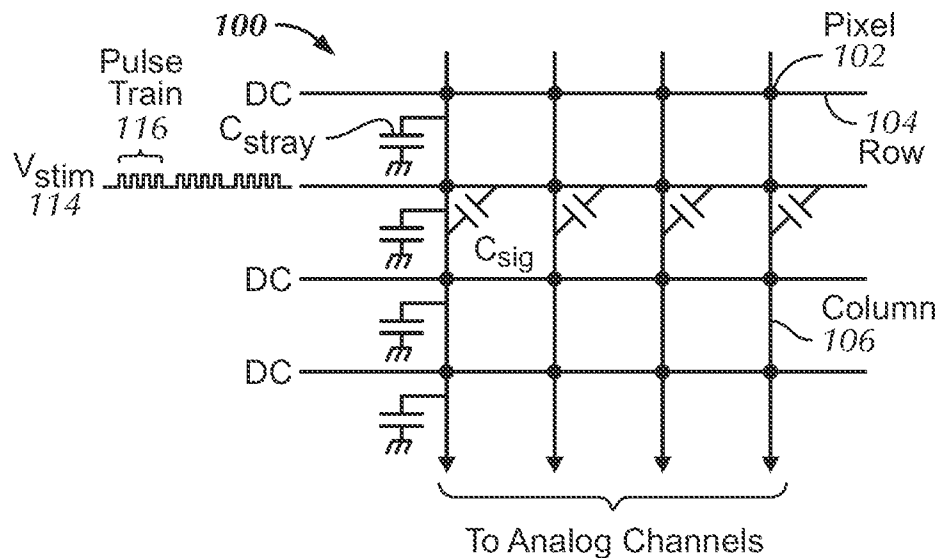 100
Pixel
102
Pulse
Train
116
DC
C_stray
104
Row
V_stim
114
C_sig
DC
Column
106
DC
To Analog Channels